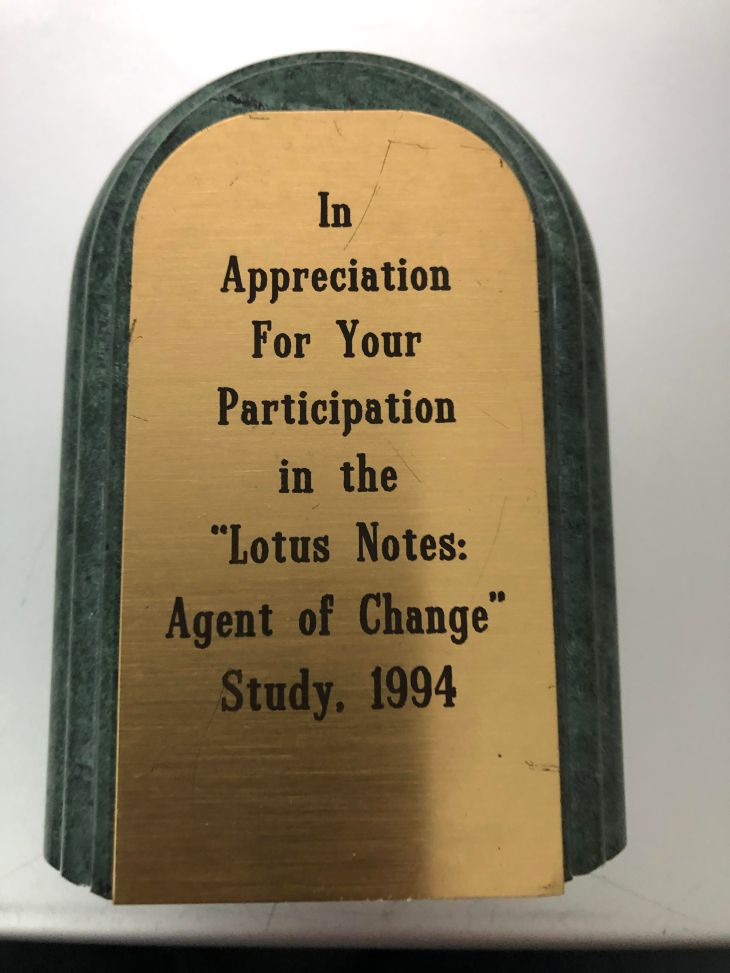 In
Appreciation
For Your
Participation
in the
“Lotus Notes:
Agent of Change”
Study, 1994